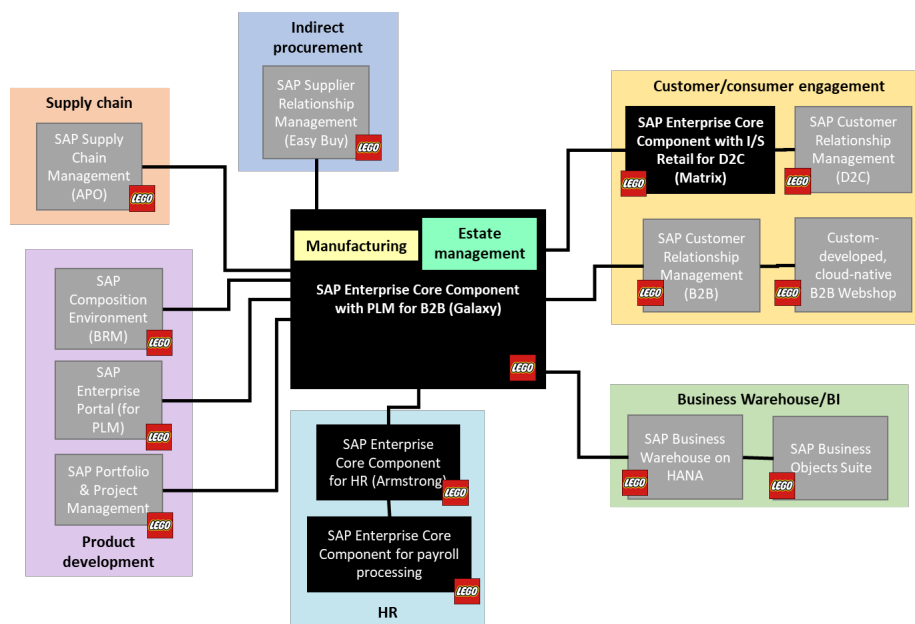 Indirect
procurement
SAP Supplier
Relationship
Management
(Easy Buy)
LEGO
Supply chain
SAP Supply
Chain
Management
(APO)
LEGO
Customer/consumer engagement
SAP Enterprise Core
Component with I/S
Retail for D2C
(Matrix)
LEGO
SAP Customer
Relationship
Management
(D2C)
LEGO
Manufacturing
Estate
management
SAP Enterprise Core Component
with PLM for B2B (Galaxy)
LEGO
SAP Customer
Relationship
Management
(B2B)
LEGO
Custom-
developed,
cloud-native
B2B Webshop
LEGO
SAP
Composition
Environment
(BRM)
LEGO
SAP
Enterprise
Portal (for
PLM)
LEGO
SAP Portfolio
& Project
Management
LEGO
Product
development
Business Warehouse/BI
SAP Business
Warehouse on
HANA
LEGO
SAP Business
Objects Suite
LEGO
SAP Enterprise
Core Component
for HR (Armstrong)
LEGO
SAP Enterprise Core
Component for payroll
processing
LEGO
HR